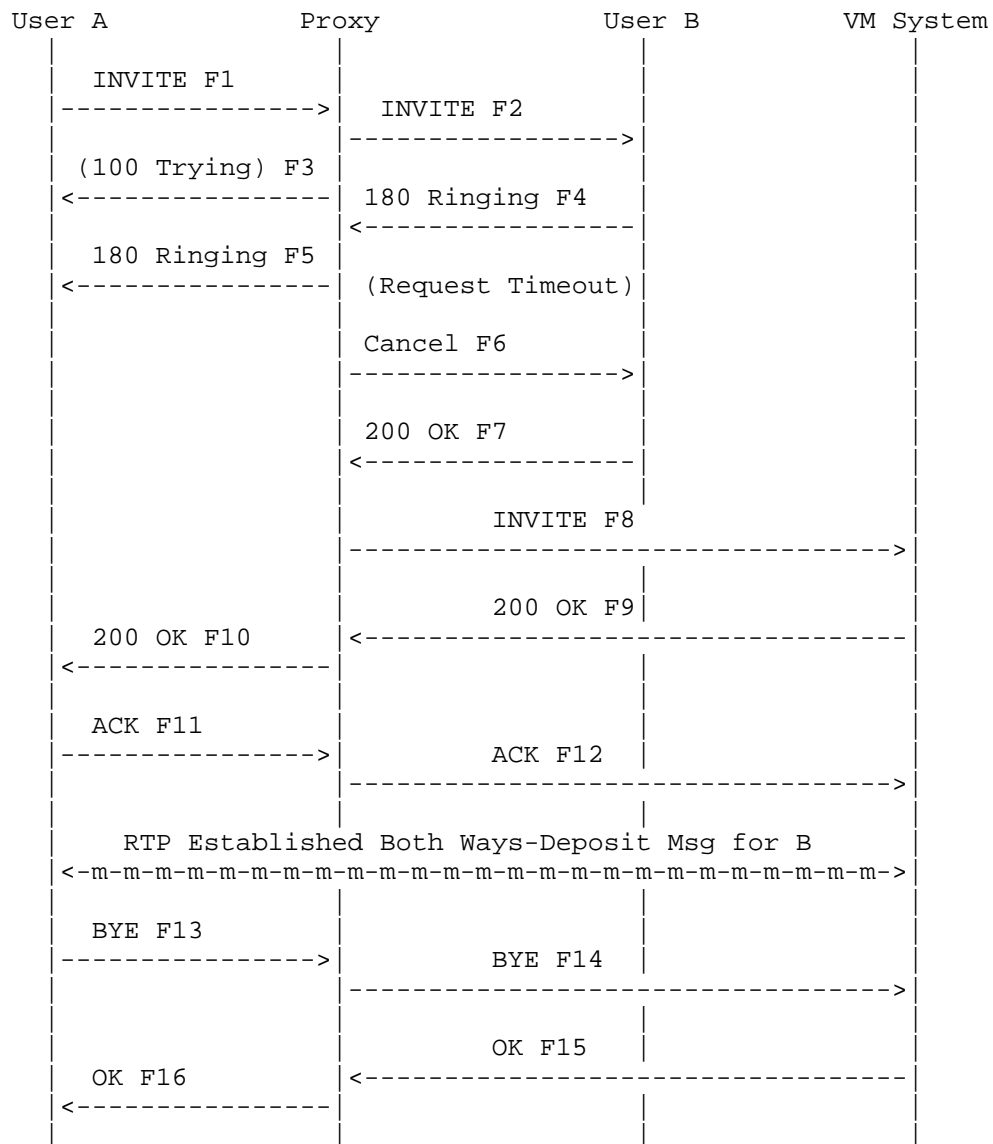 User A Proxy User B VM System
INVITE F1
INVITE F2
(100 Trying) F3
180 Ringing F4
180 Ringing F5
(Request Timeout)
Cancel F6
200 OK F7
INVITE F8
200 OK F9
200 OK F10
ACK F11
ACK F12
RTP Established Both Ways-Deposit Msg for B
<-m-m-m-m-m-m-m-m-m-m-m-m-m-m-m-m-m-m-m-m-m-m-m-m-m->
BYE F13
BYE F14
OK F15
OK F16